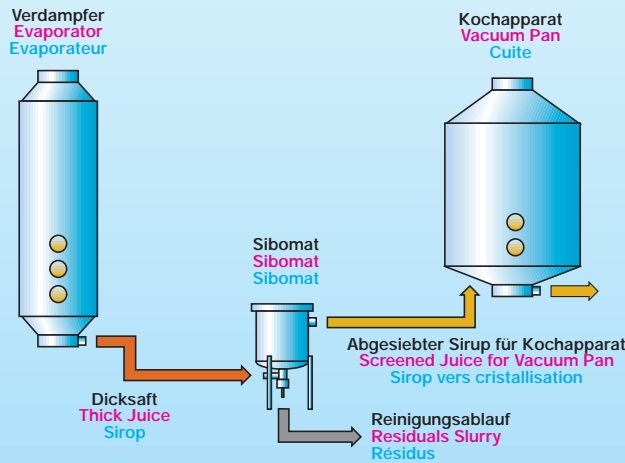 Verdampfer
Evaporator
Evaporateur
Kochapparat
Vacuum Pan
Cuite
Sibomat
Sibomat
Sibomat
Abgesiebter Sirup für Kochapparat
Screened Juice for Vacuum Pan
Sirop vers cristallisation
Dicksaft
Thick Juice
Sirop
Reinigungsablauf
Residuals Slurry
Résidus